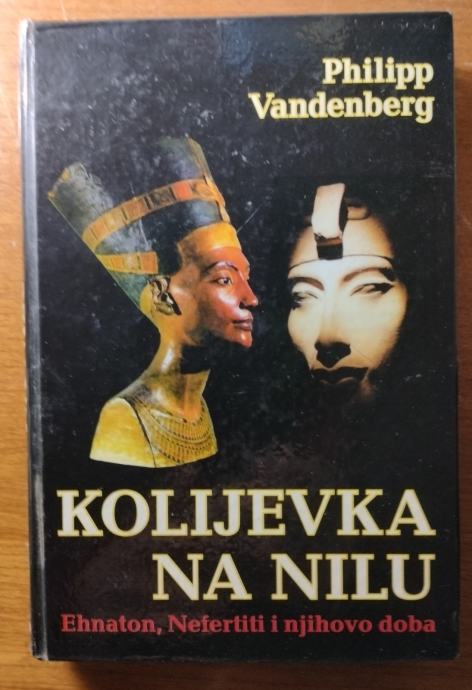 Philipp
Vandenberg
KOLIJEVKA
NA NILU
Ehnaton, Nefertiti i njihovo doba